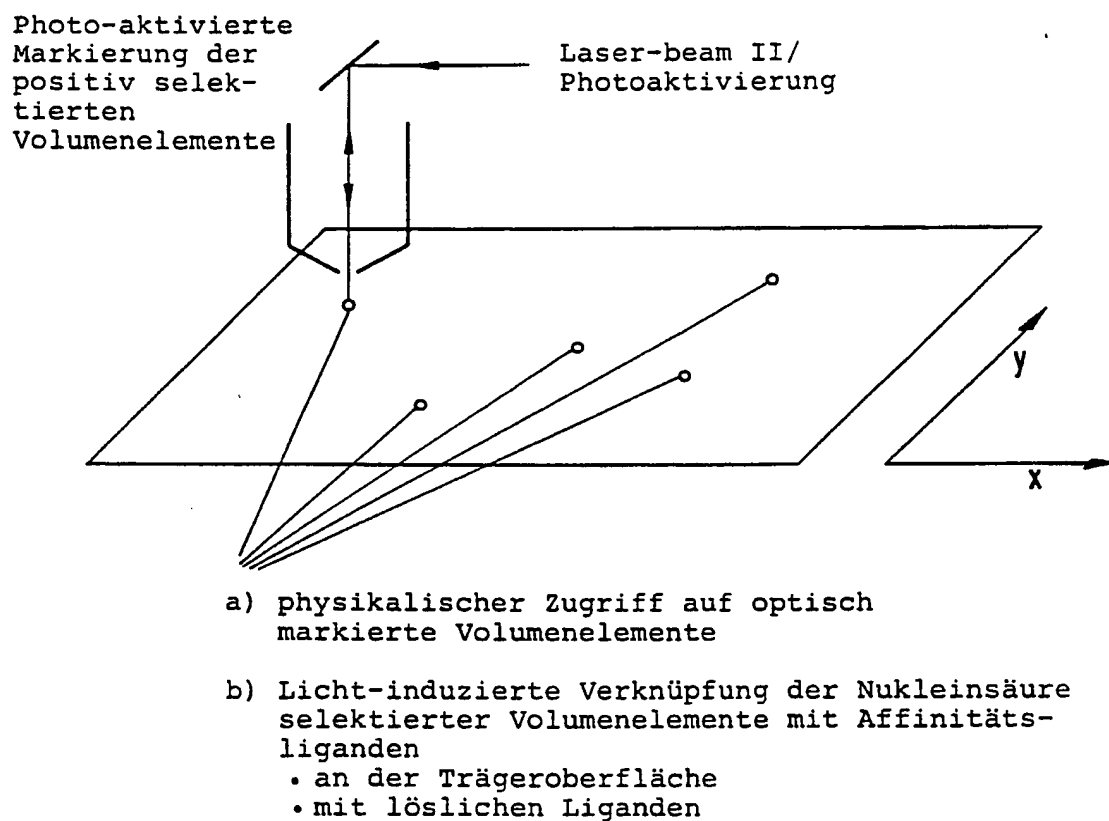 Photo-aktivierte
Markierung der
positiv selek-
tierten
Volumenelemente
Laser-beam II/
Photoaktivierung
y
x
a) physikalischer Zugriff auf optisch
markierte Volumenelemente
b) Licht-induzierte Verknüpfung der Nukleinsäure
selektierter Volumenelemente mit Affinitäts-
liganden
• an der Trägeroberfläche
• mit löslichen Liganden